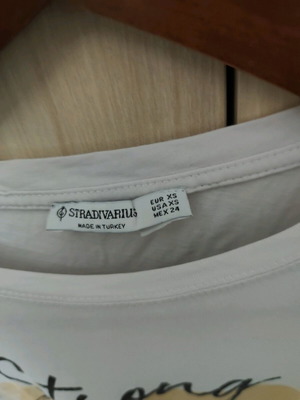 STRADIVARIUS
MADE IN TURKEY
EUR XS
USA XS
MEX 24
Strong